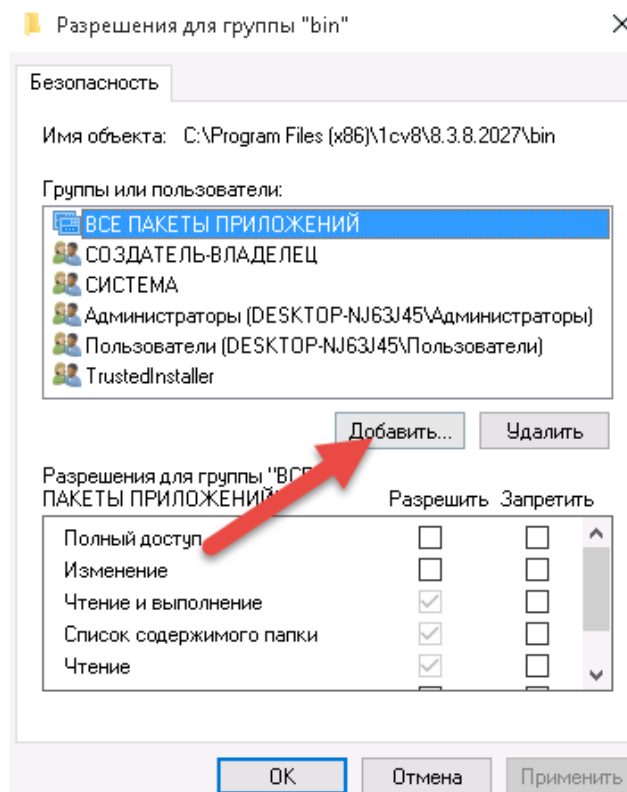 Разрешения для группы "bin"
Безопасность
Имя объекта: C:\Program Files (x86)\1cv8\8.3.8.2027\bin
Группы или пользователи:
ВСЕ ПАКЕТЫ ПРИЛОЖЕНИЙ
СОЗДАТЕЛЬ-ВЛАДЕЛЕЦ
СИСТЕМА
Администраторы (DESKTOP-NJ63J45\Администраторы)
Пользователи (DESKTOP-NJ63J45\Пользователи)
TrustedInstaller
Добавить... Удалить
Разрешения для группы "ВСЕ
ПАКЕТЫ ПРИЛОЖЕНИЙ" Разрешить Запретить
Полный доступ
Изменение
Чтение и выполнение
Список содержимого папки
Чтение
OK Отмена Применить